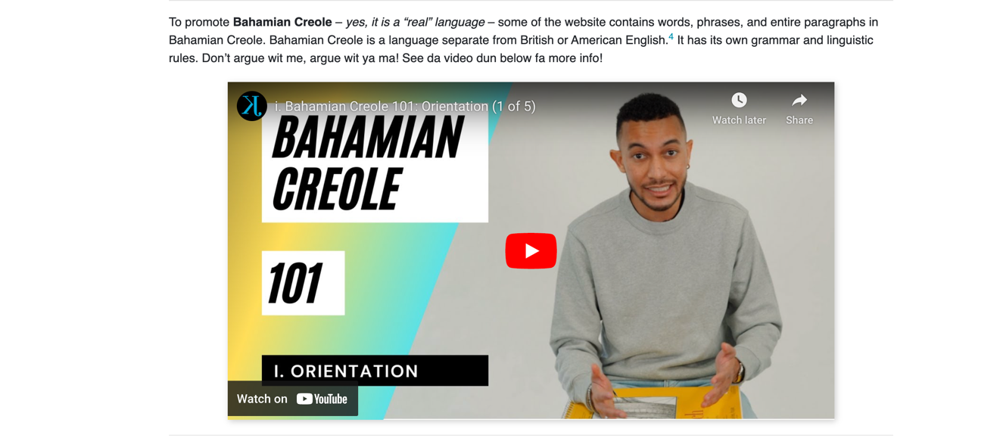 To promote Bahamian Creole – yes, it is a “real” language – some of the website contains words, phrases, and entire paragraphs in
Bahamian Creole. Bahamian Creole is a language separate from British or American English.4 It has its own grammar and linguistic
rules. Don’t argue wit me, argue wit ya ma! See da video dun below fa more info!
i. Bahamian Creole 101: Orientation (1 of 5)
Watch later
Share
BAHAMIAN
CREOLE
101
I. ORIENTATION
Watch on YouTube